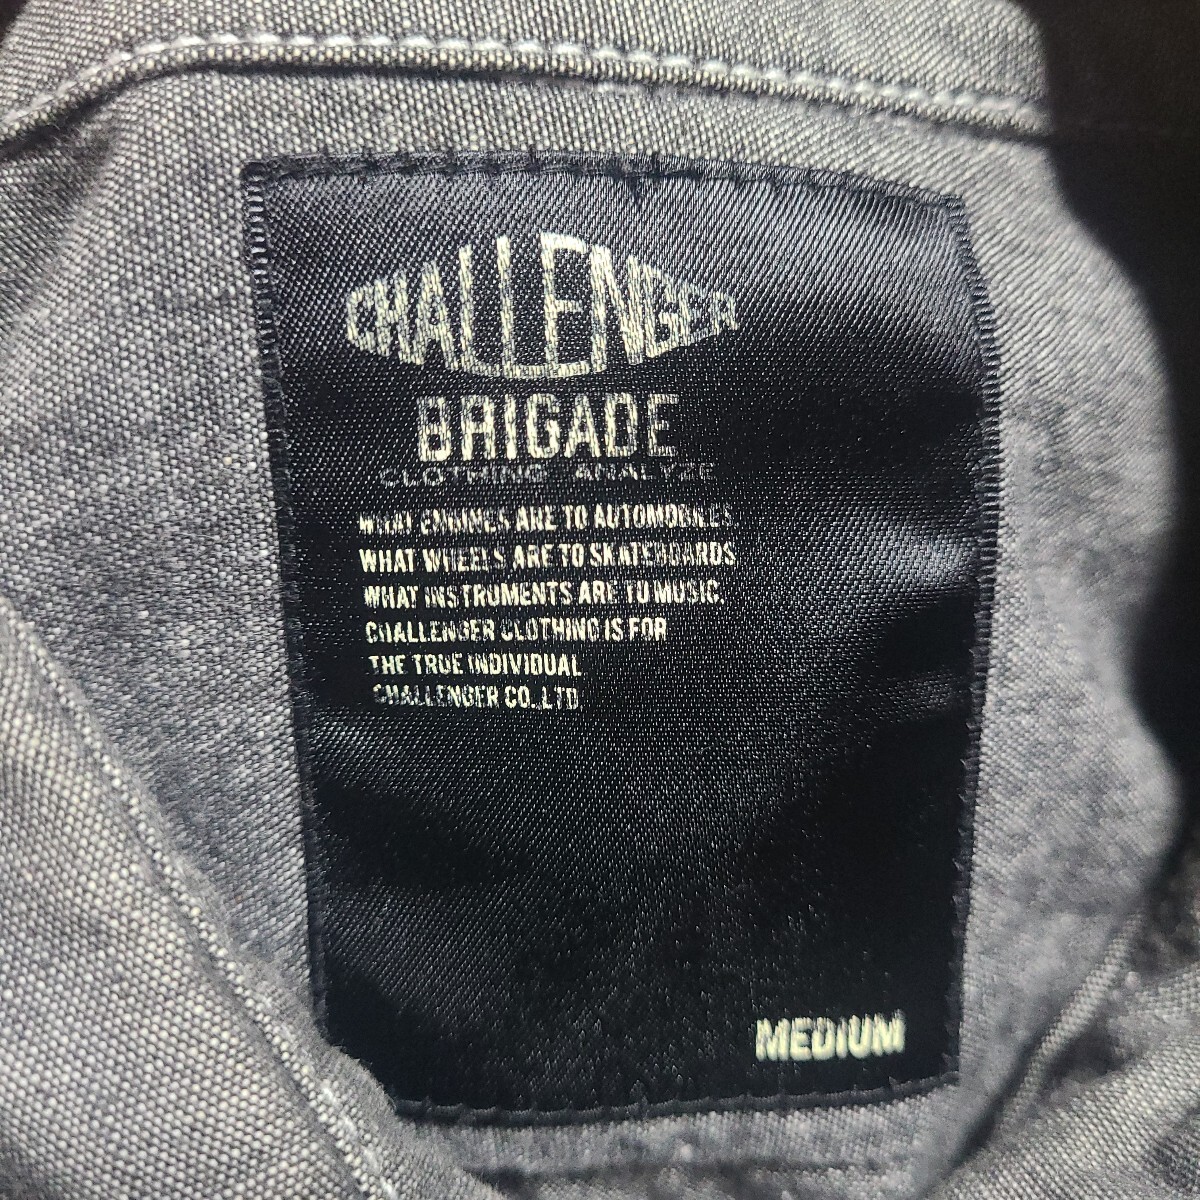 CHALLENGER
BRIGADE
CLOTHING ANALYZE
WHAT ENGINES ARE TO AUTOMOBILES
WHAT WHEELS ARE TO SKATEBOARDS
WHAT INSTRUMENTS ARE TO MUSIC.
CHALLENGER CLOTHING IS FOR
THE TRUE INDIVIDUAL
CHALLENGER CO.,LTD
MEDIUM